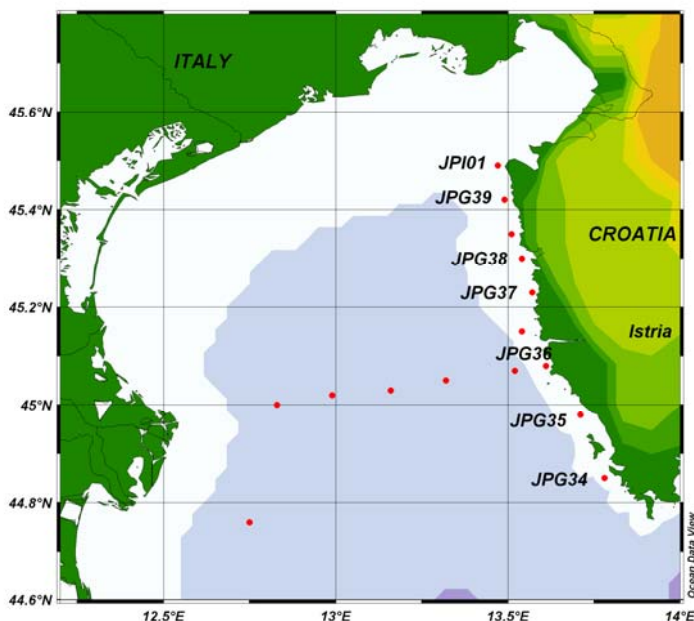 ITALY
45.6°N
JPI01
45.4°N
JPG39
CROATIA
JPG38
45.2°N
JPG37
Istria
JPG36
45°N
JPG35
44.8°N
JPG34
44.6°N
12.5°E
13°E
13.5°E
14°E
Ocean Data View